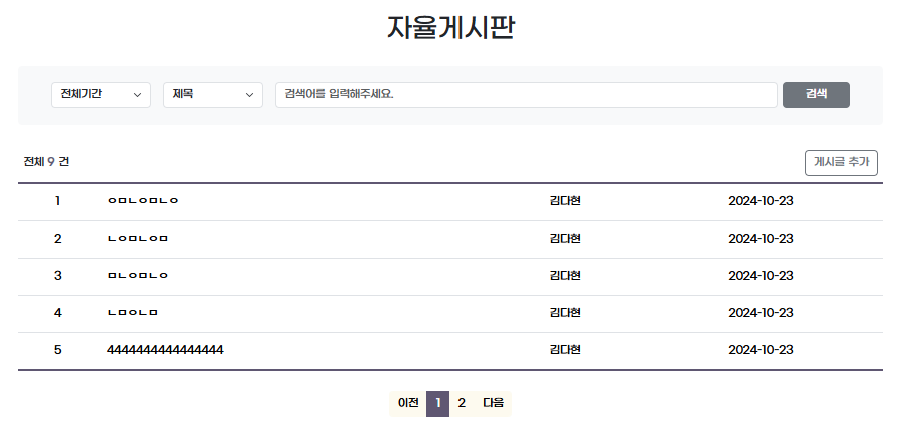 자율게시판
전체기간 제목 검색어를 입력해주세요. 검색
전체 9 건 게시글 추가
1 ㅇㅁㄴㅇㅁㄴㅇ 김다현 2024-10-23
2 ㄴㅇㅁㄴㅇㅁ 김다현 2024-10-23
3 ㅁㄴㅇㅁㄴㅇ 김다현 2024-10-23
4 ㄴㅁㅇㄴㅁ 김다현 2024-10-23
5 4444444444444444 김다현 2024-10-23
이전 1 2 다음